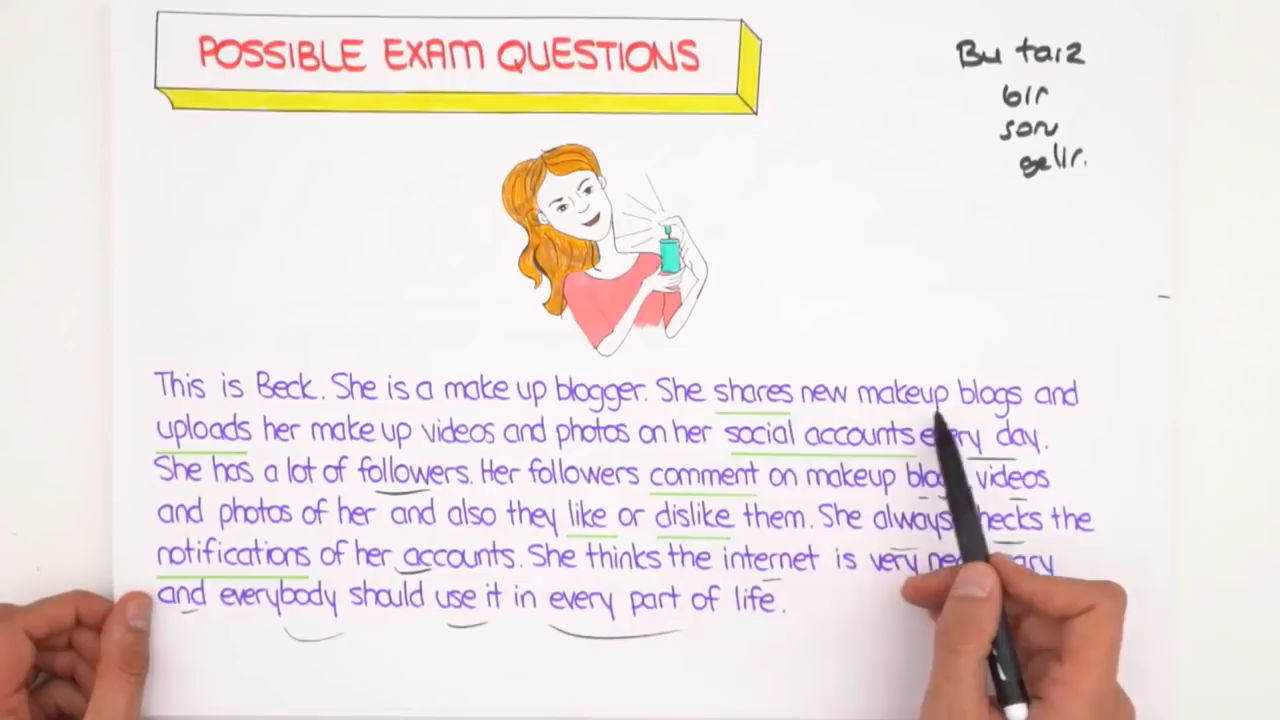 POSSIBLE EXAM QUESTIONS
Bu tarz
bir
soru
gelir.
This is Beck. She is a make up blogger. She shares new makeup blogs and
uploads her make up videos and photos on her social accounts every day.
She has a lot of followers. Her followers comment on makeup videos
and photos of her and also they like or dislike them. She always the
notifications of her accounts. She thinks the internet is very
and everybody should use it in every part of life.